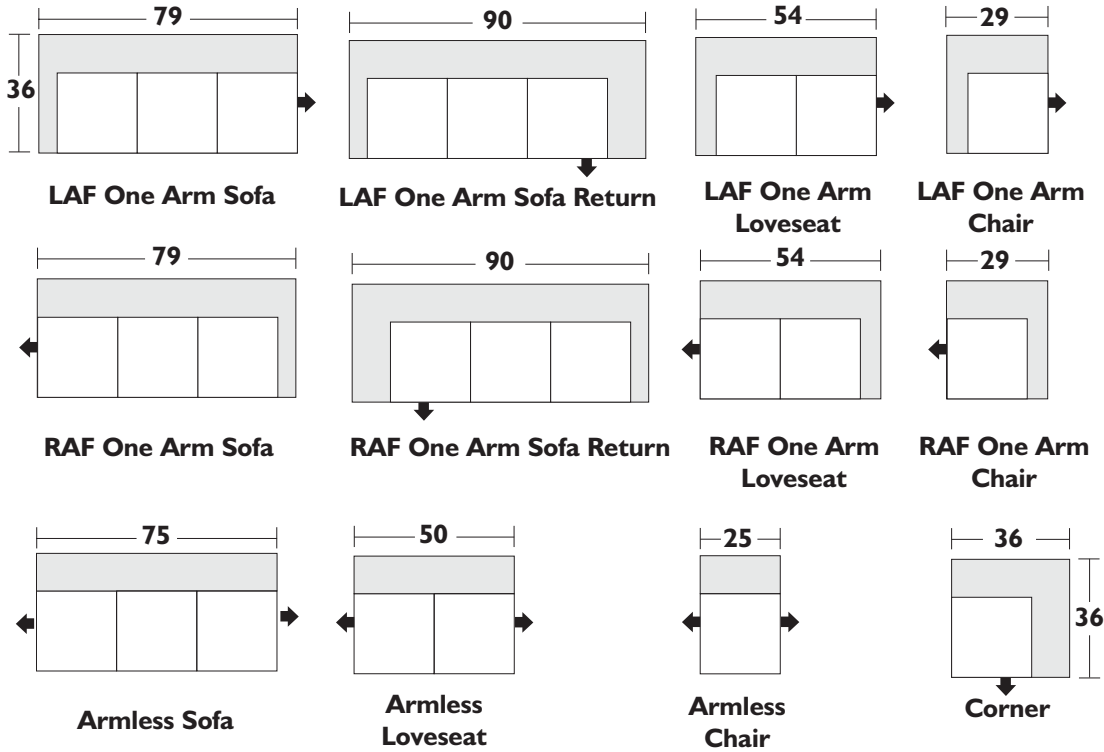 79
90
54
29
36
LAF One Arm Sofa
LAF One Arm Sofa Return
LAF One Arm
Loveseat
LAF One Arm
Chair
79
90
54
29
RAF One Arm Sofa
RAF One Arm Sofa Return
RAF One Arm
Loveseat
RAF One Arm
Chair
75
50
25
36
36
Armless Sofa
Armless
Loveseat
Armless
Chair
Corner